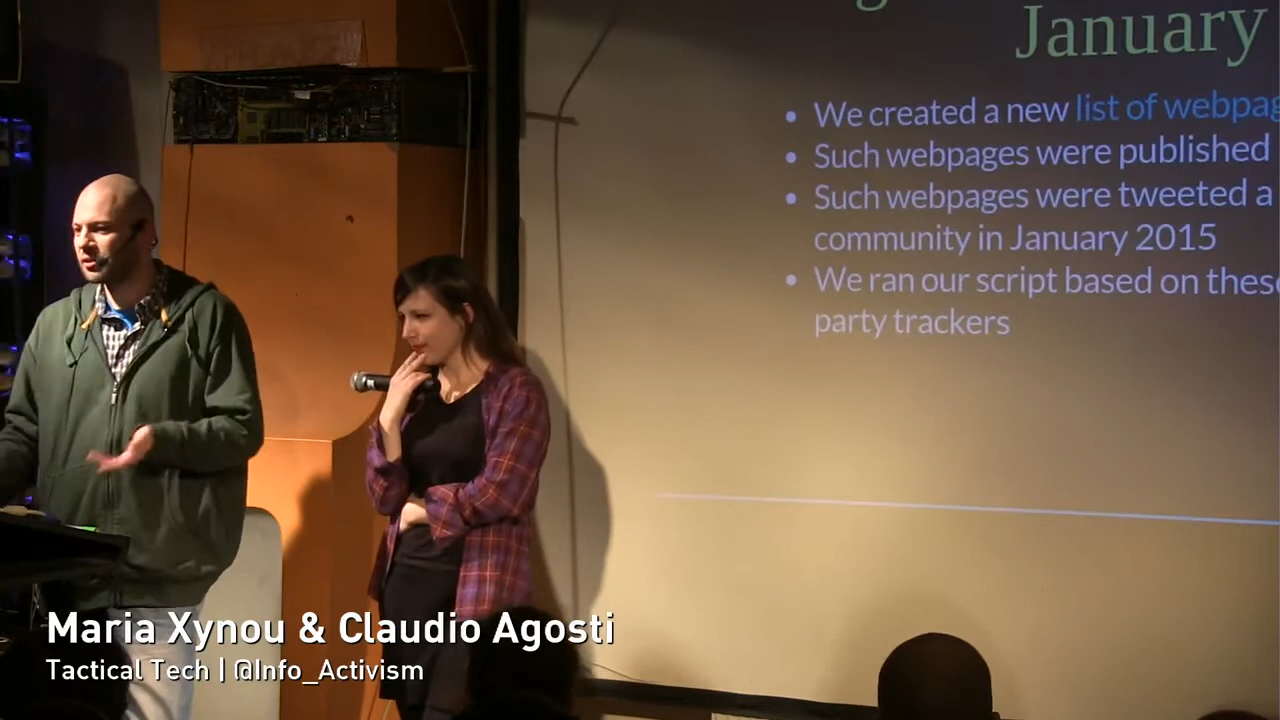 January
We created a new list of webpag
Such webpages were published
Such webpages were tweeted a
community in January 2015
We ran our script based on these
party trackers
Maria Xynou & Claudio Agosti
Tactical Tech | @Info_Activism